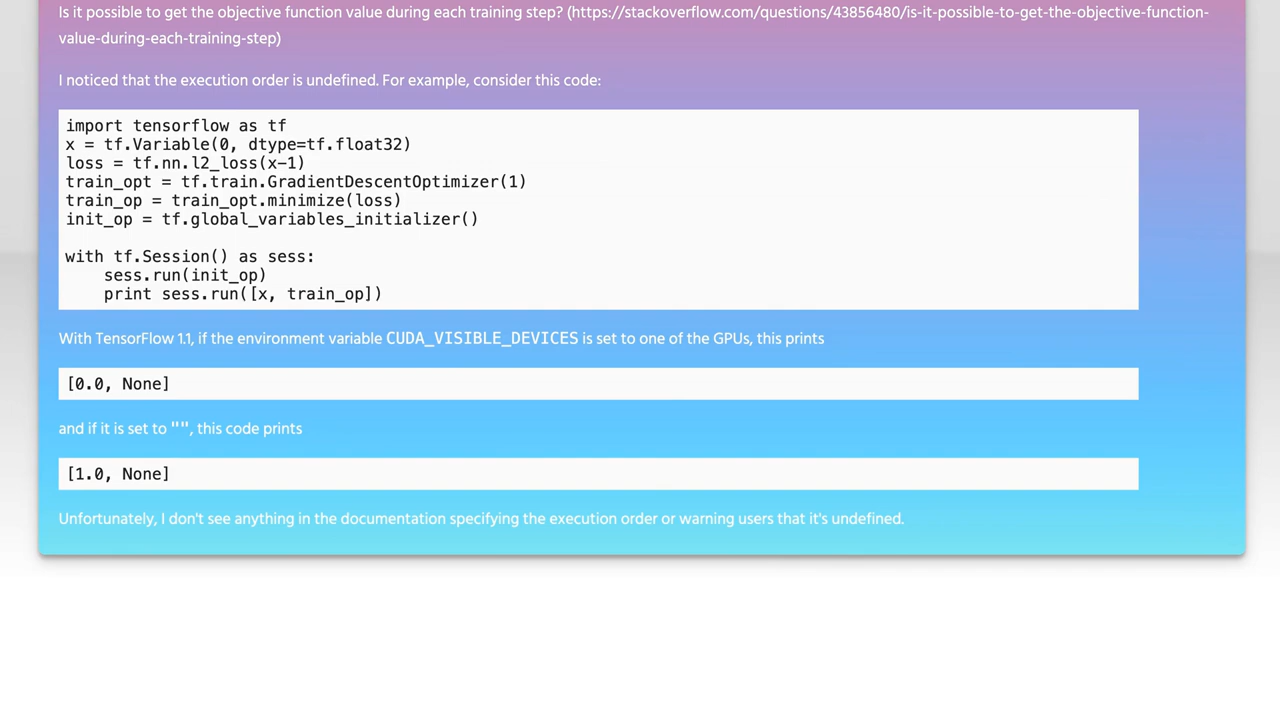 Is it possible to get the objective function value during each training step? (https://stackoverflow.com/questions/43856480/is-it-possible-to-get-the-objective-function-
value-during-each-training-step)
I noticed that the execution order is undefined. For example, consider this code:
import tensorflow as tf
x = tf.Variable(0, dtype=tf.float32)
loss = tf.nn.l2_loss(x-1)
train_opt = tf.train.GradientDescentOptimizer(1)
train_op = train_opt.minimize(loss)
init_op = tf.global_variables_initializer()
with tf.Session() as sess:
    sess.run(init_op)
    print sess.run([x, train_op])
With TensorFlow 1.1, if the environment variable CUDA_VISIBLE_DEVICES is set to one of the GPUs, this prints
[0.0, None]
and if it is set to "", this code prints
[1.0, None]
Unfortunately, I don't see anything in the documentation specifying the execution order or warning users that it's undefined.